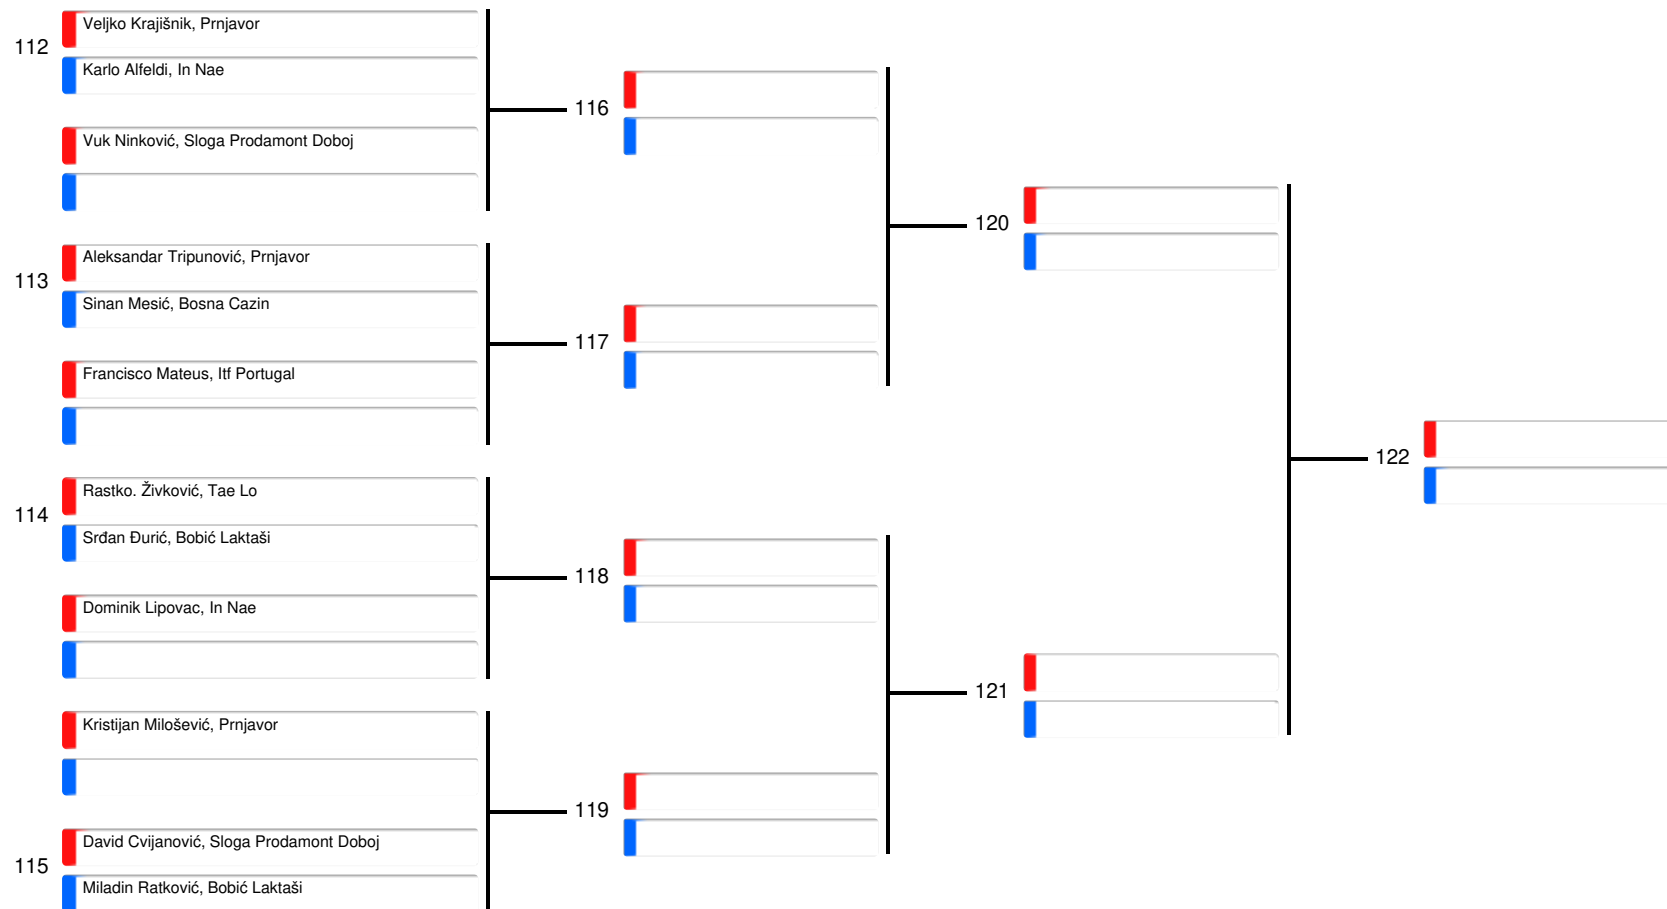 112
Veljko Krajišnik, Prnjavor
Karlo Alfeldi, In Nae
Vuk Ninković, Sloga Prodamont Doboj
113
Aleksandar Tripunović, Prnjavor
Sinan Mesić, Bosna Cazin
Francisco Mateus, Itf Portugal
114
Rastko. Živković, Tae Lo
Srđan Đurić, Bobić Laktaši
Dominik Lipovac, In Nae
Kristijan Milošević, Prnjavor
115
David Cvijanović, Sloga Prodamont Doboj
Miladin Ratković, Bobić Laktaši
116
117
118
119
120
121
122